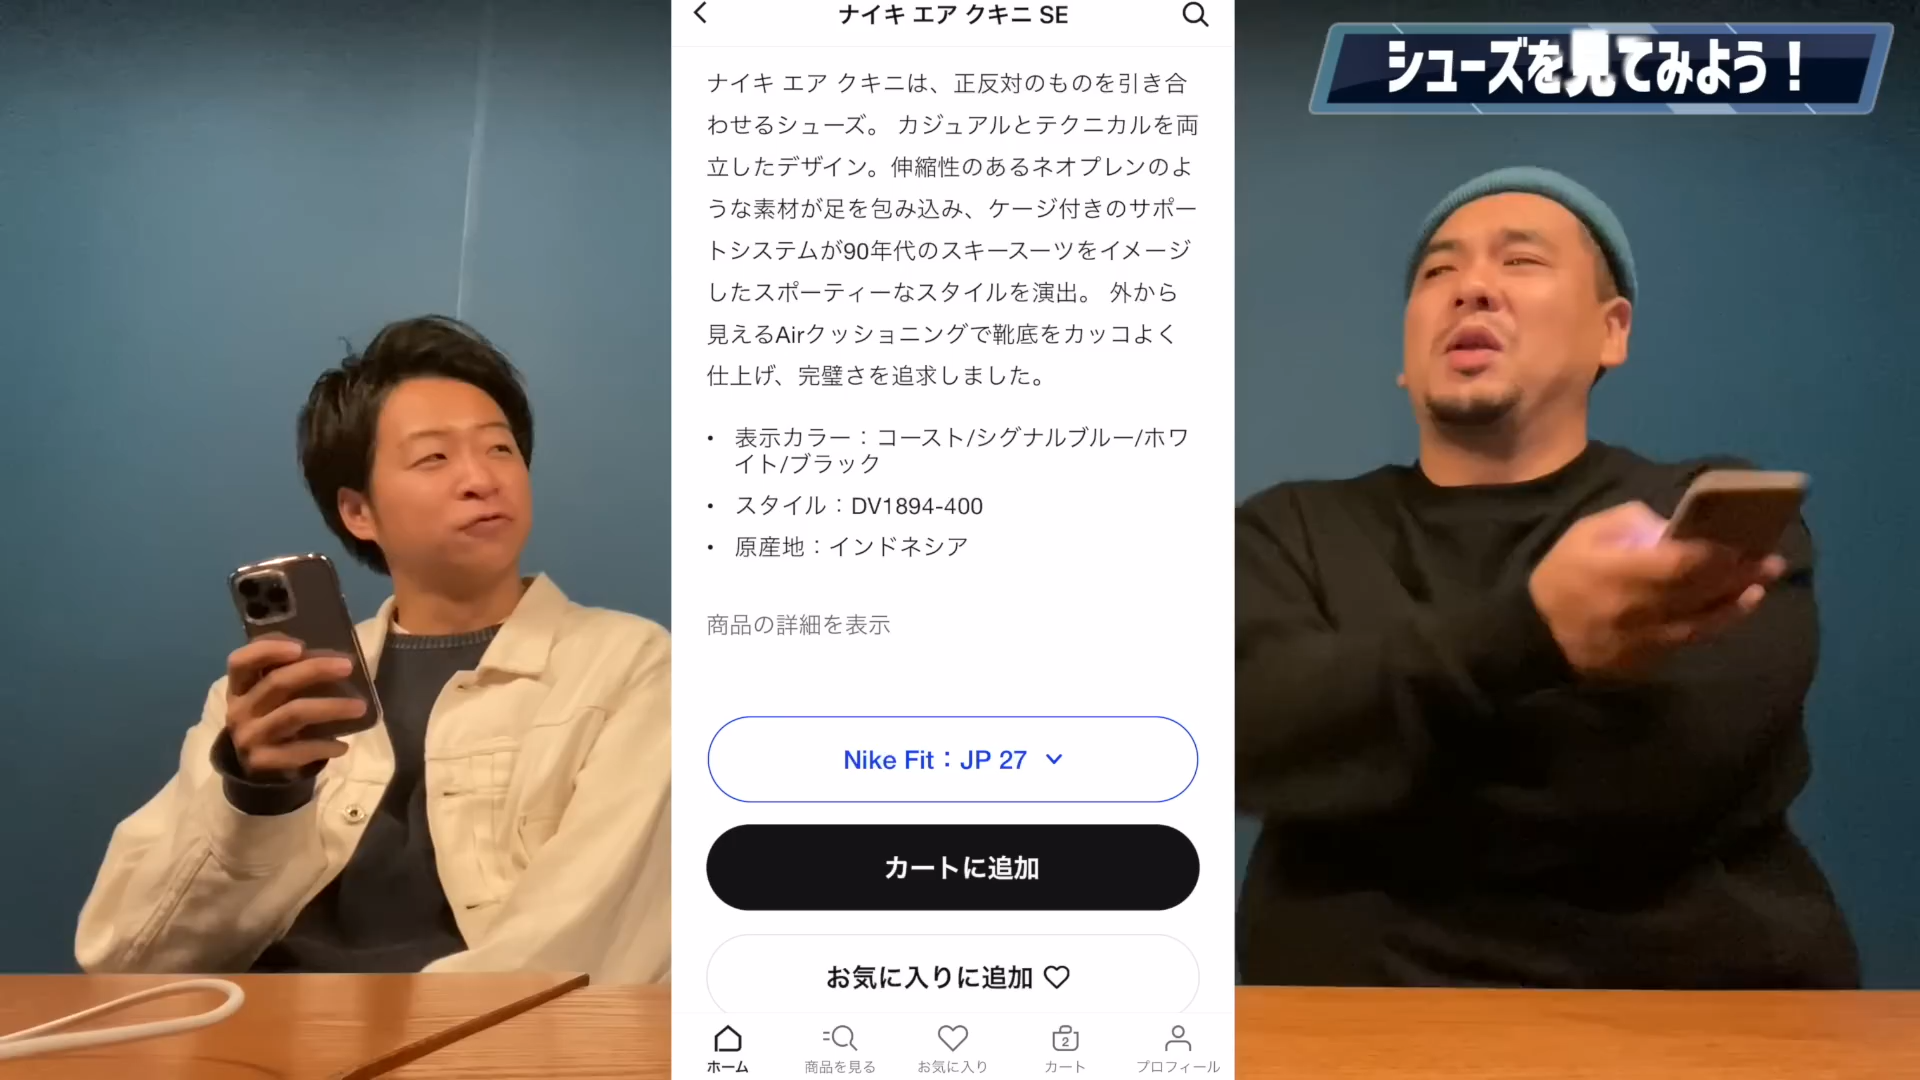 ナイキ エア クキニ SE
シューズを見てみよう！
ナイキ エア クキニは、正反対のものを引き合
わせるシューズ。 カジュアルとテクニカルを両
立したデザイン。伸縮性のあるネオプレンのよ
うな素材が足を包み込み、ケージ付きのサポー
トシステムが90年代のスキースーツをイメージ
したスポーティーなスタイルを演出。 外から
見えるAirクッショニングで靴底をカッコよく
仕上げ、完璧さを追求しました。
• 表示カラー：コースト/シグナルブルー/ホワ
イト/ブラック
• スタイル：DV1894-400
• 原産地：インドネシア
商品の詳細を表示
Nike Fit：JP 27
カートに追加
お気に入りに追加
2
ホーム 商品を見る お気に入り カート プロフィール